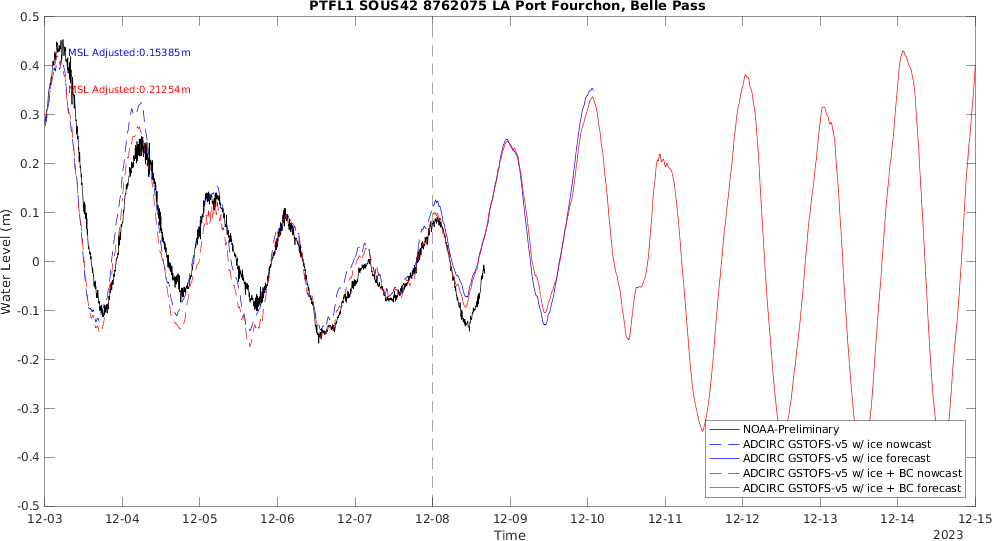 PTFL1 SOUS42 8762075 LA Port Fourchon, Belle Pass
MSL Adjusted:0.15385m
MSL Adjusted:0.21254m
Water Level (m)
0.5
0.4
0.3
0.2
0.1
0
-0.1
-0.2
-0.3
-0.4
-0.5
NOAA-Preliminary
ADCIRC GSTOFS-v5 w/ ice nowcast
ADCIRC GSTOFS-v5 w/ ice forecast
ADCIRC GSTOFS-v5 w/ ice + BC nowcast
ADCIRC GSTOFS-v5 w/ ice + BC forecast
12-03 12-04 12-05 12-06 12-07 12-08 12-09 12-10 12-11 12-12 12-13 12-14 12-15
Time
2023